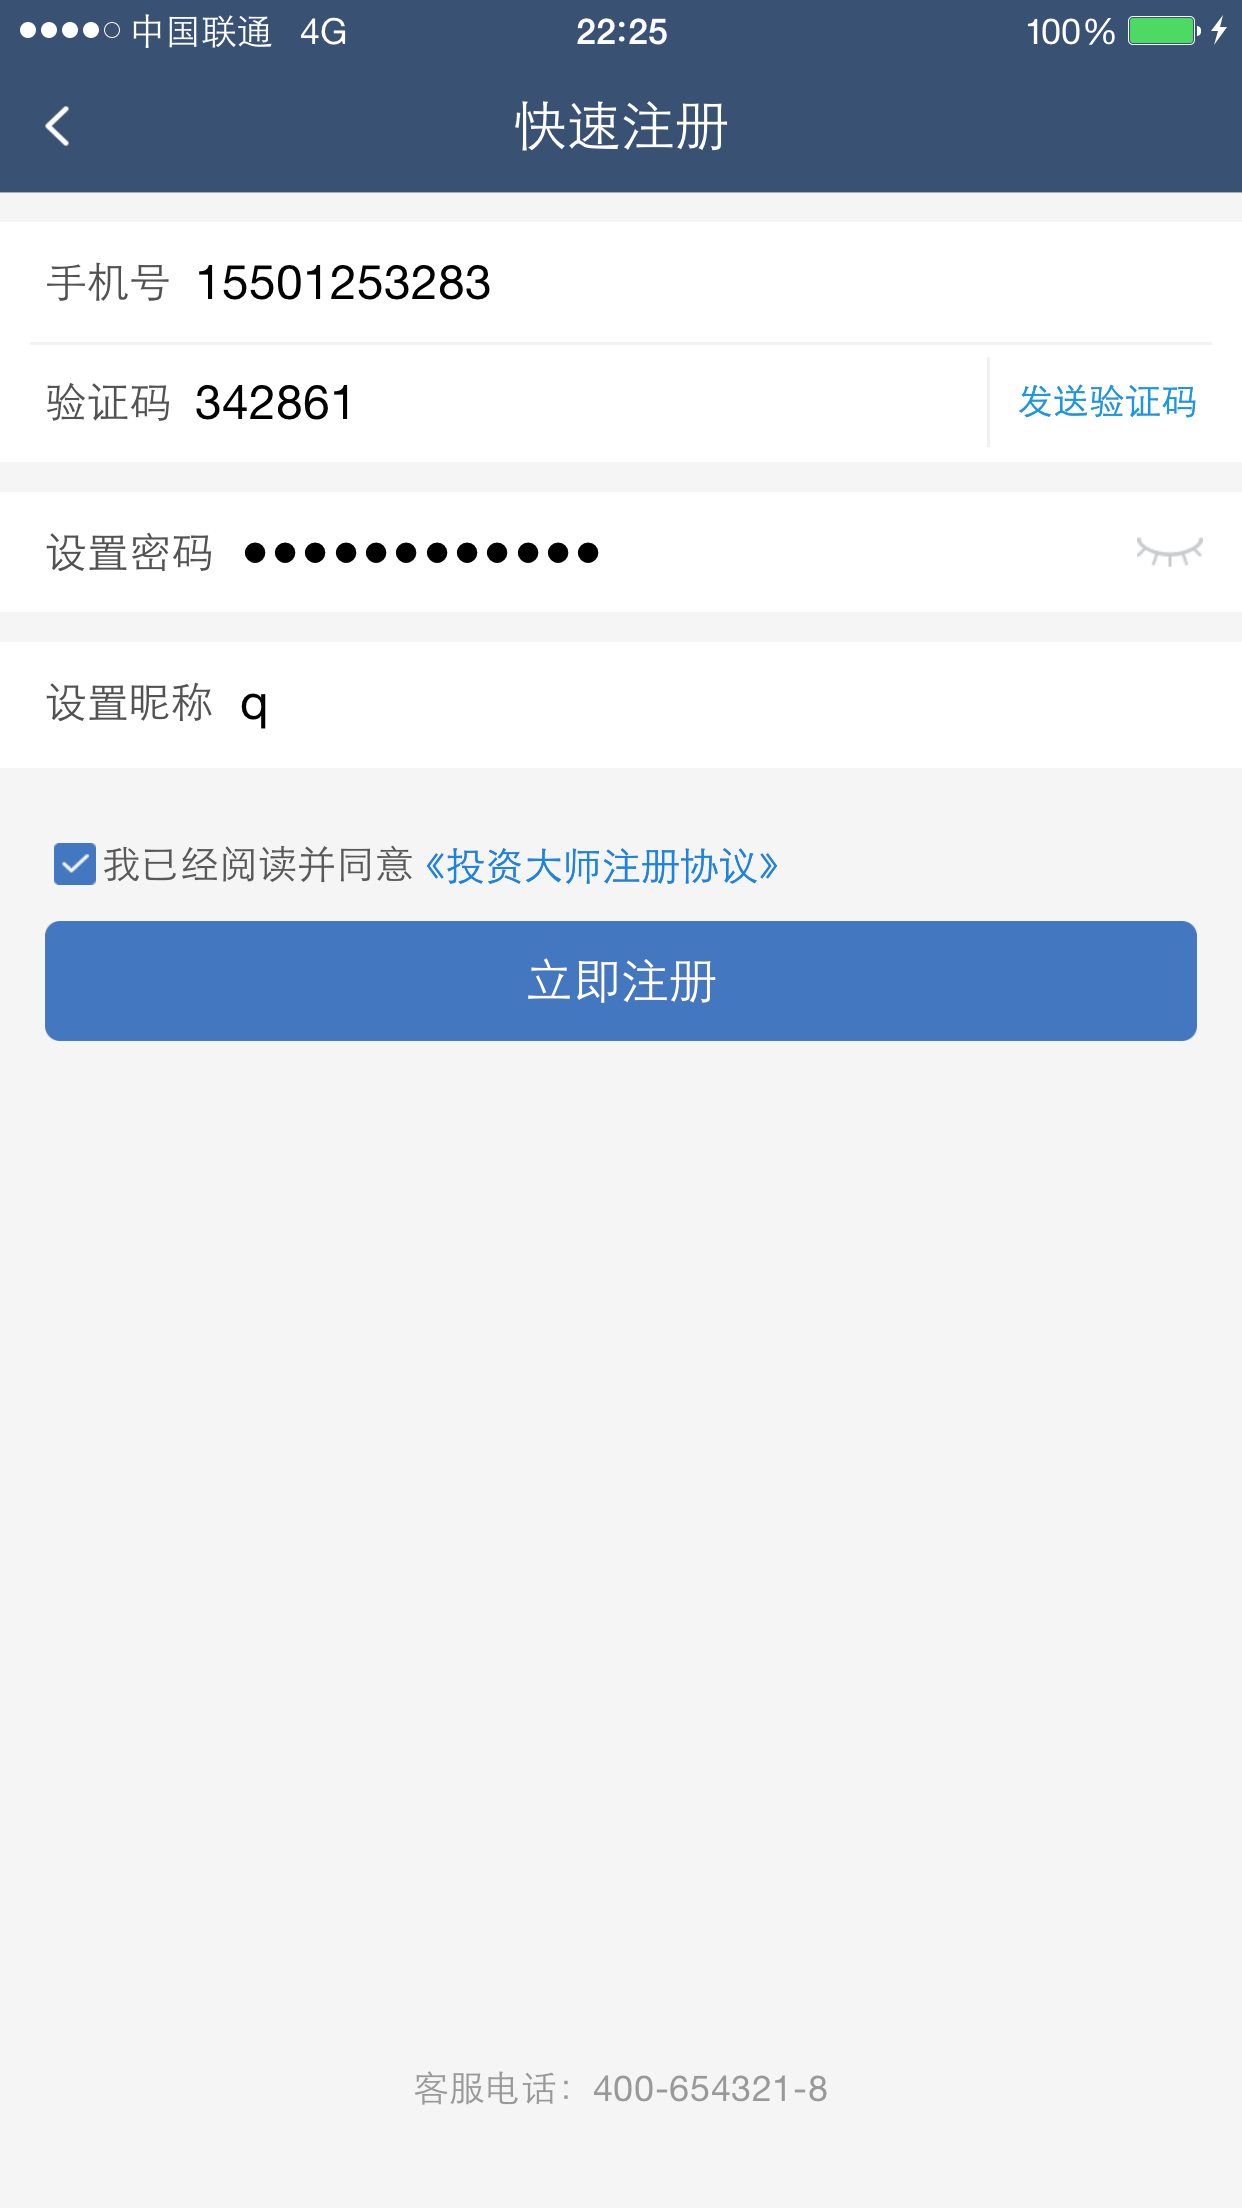 中国联通 4G 22:25 100%
快速注册
手机号 15501253283
验证码 342861 发送验证码
设置密码 ●●●●●●●●●●●●
设置昵称 q
我已经阅读并同意《投资大师注册协议》
立即注册
客服电话：400-654321-8